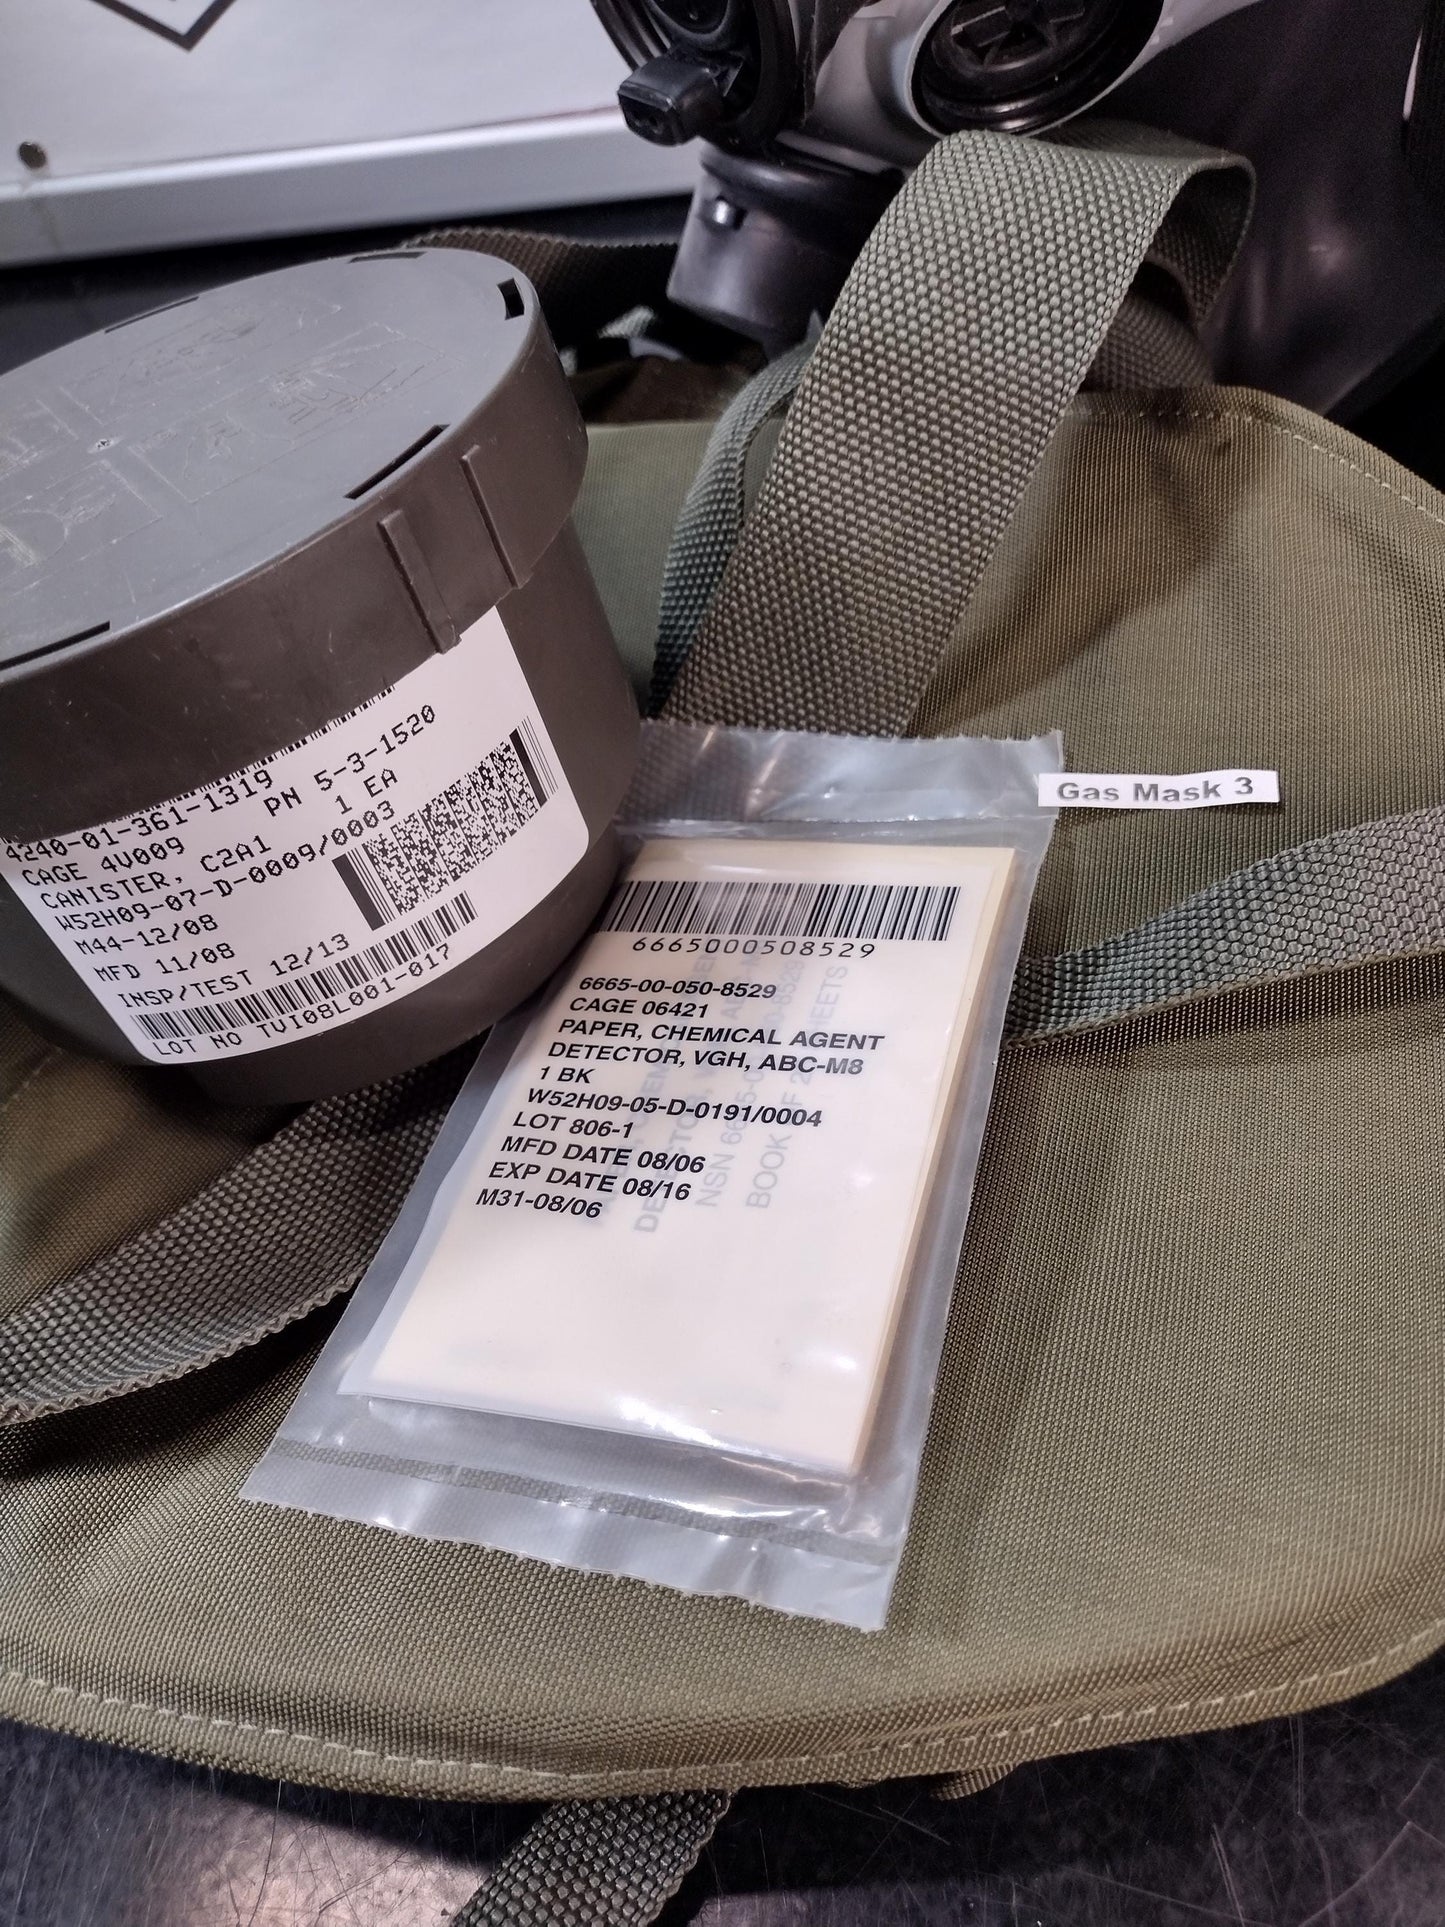 4240-01-361-1319
CAGE 4V009 PN 5-3-1520
CANISTER, C2A1 1 EA
W52H09-07-D-0009/0003
M44-12/08
MFD 11/08
INSP/TEST 12/13
LOT NO TVI08L001-017
Gas Mask 3
6665000508529
6665-00-050-8529
CAGE 06421
PAPER, CHEMICAL AGENT
DETECTOR, VGH, ABC-M8
1 BK
W52H09-05-D-0191/0004
LOT 806-1
MFD DATE 08/06
EXP DATE 08/16
M31-08/06